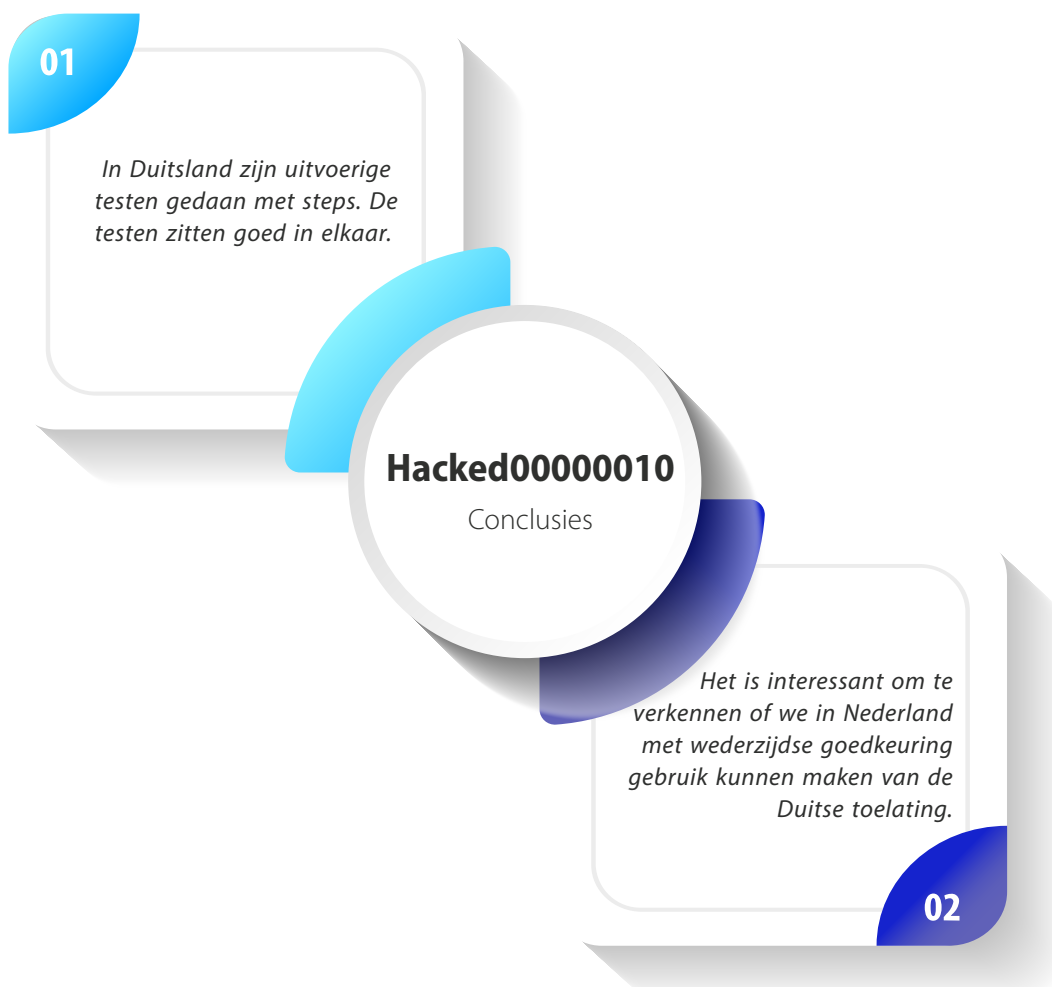 01
In Duitsland zijn uitvoerige
testen gedaan met steps. De
testen zitten goed in elkaar.
Hacked00000010
Conclusies
Het is interessant om te
verkennen of we in Nederland
met wederzijdse goedkeuring
gebruik kunnen maken van de
Duitse toelating.
02